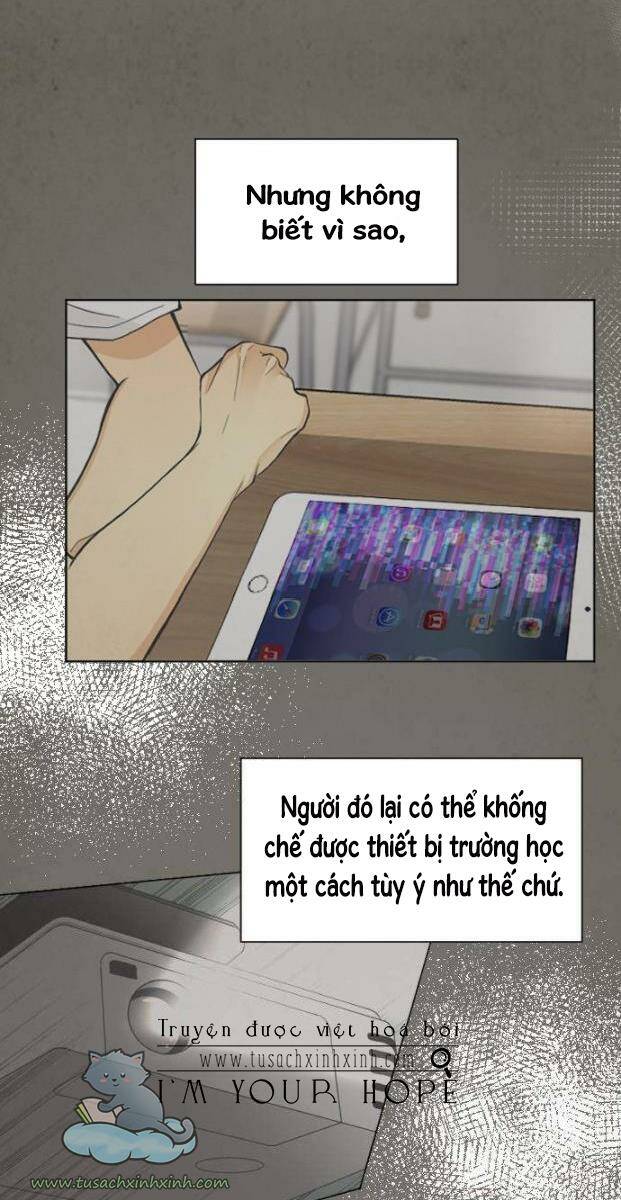 Nhưng không
biết vì sao,
Người đó lại có thể khống
chế được thiết bị trường học
một cách tùy ý như thế chứ.
Truyện được việt hoá bởi
www.tusachxinhxinh.com
I'M YOUR HOPE
www.tusachxinhxinh.com